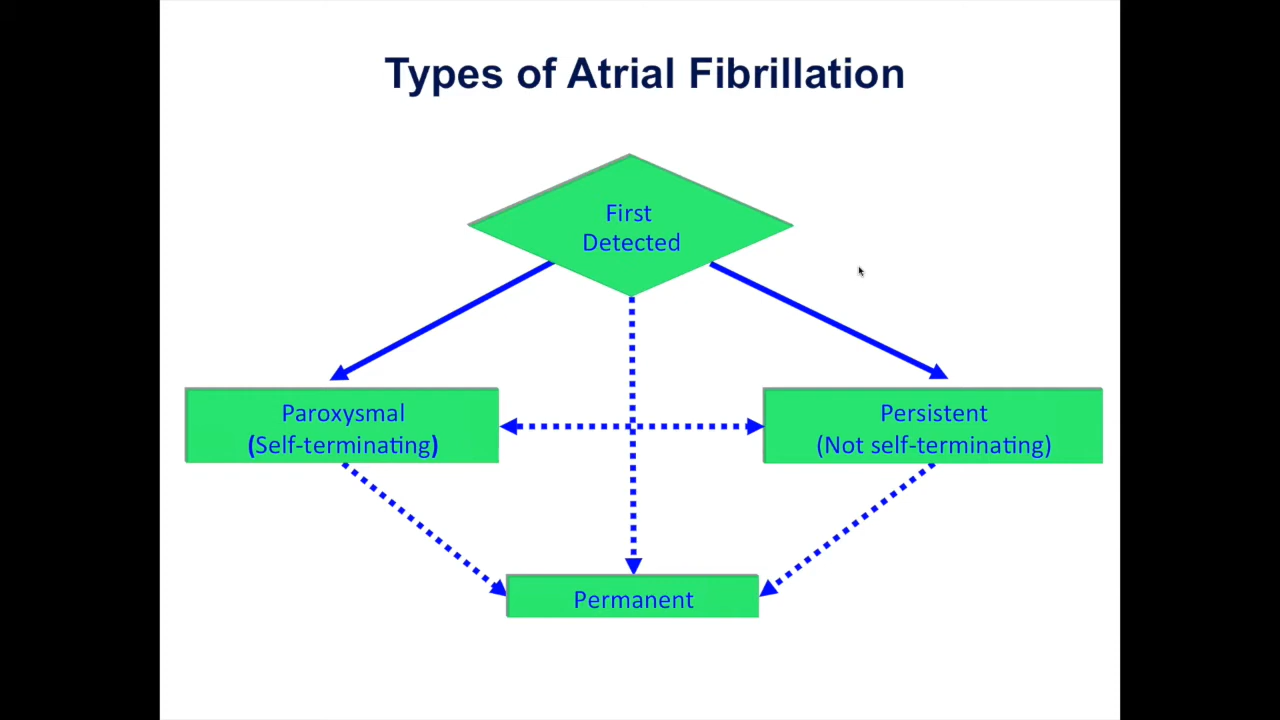 Types of Atrial Fibrillation
First
Detected
Paroxysmal
(Self-terminating)
Persistent
(Not self-terminating)
Permanent